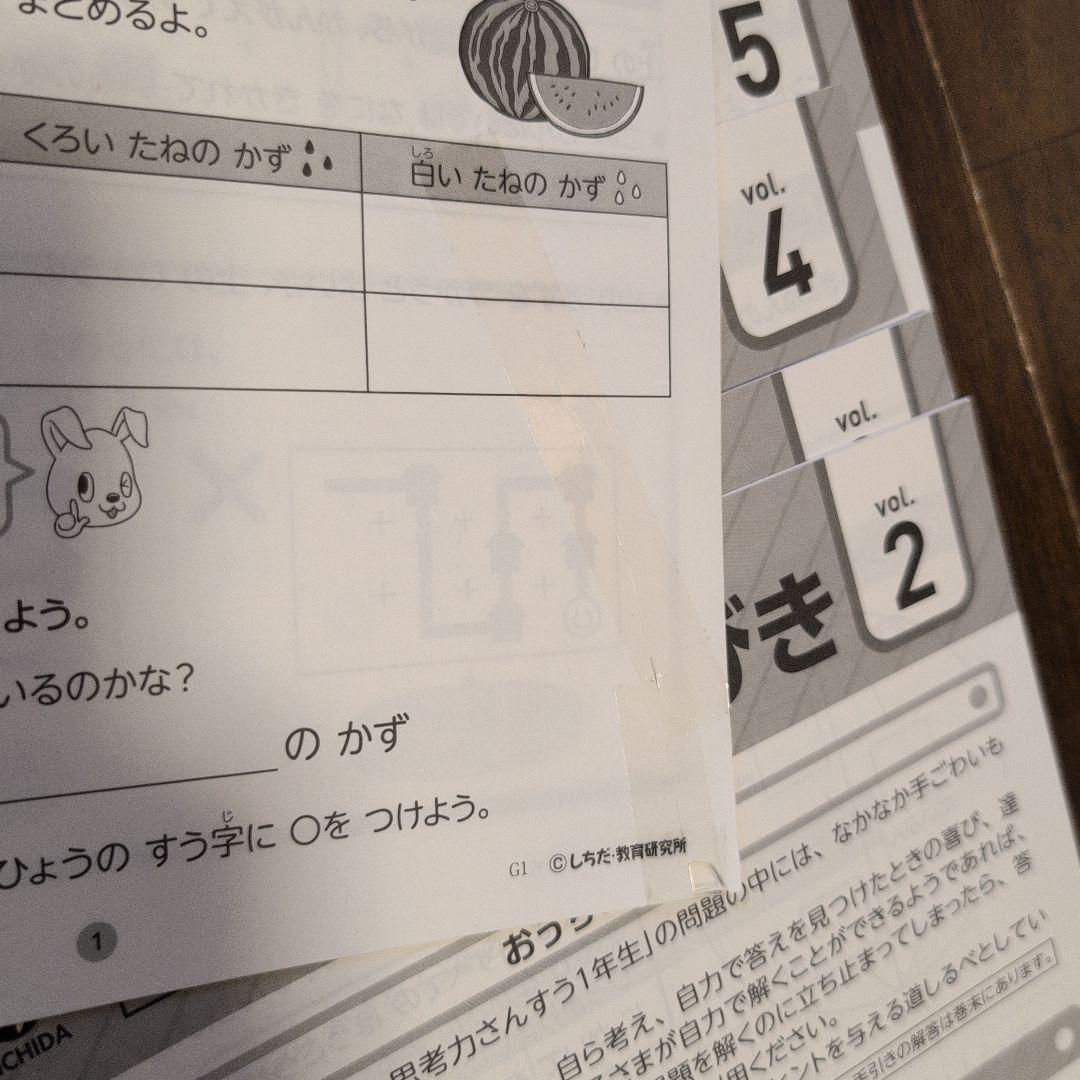 まとめるよ。
くろい たねの かず
しろ
白い たねの かず
よう。
いるのかな?
の かず
じ
ひょうの すう字に ○を つけよう。
G1 ©しちだ・教育研究所
1
5
vol.
4
vol.
vol.
2
びき
思考力さんすう1年生」の問題の中には、なかなか手ごわいも
自ら考え、自力で答えを見つけたときの喜び、達
さまが自力で解くことができるようであれば、
題を解くのに立ち止まってしまったら、答
用ください。
ヒントを与える道しるべとしてい
手引きの解答は巻末にあります。